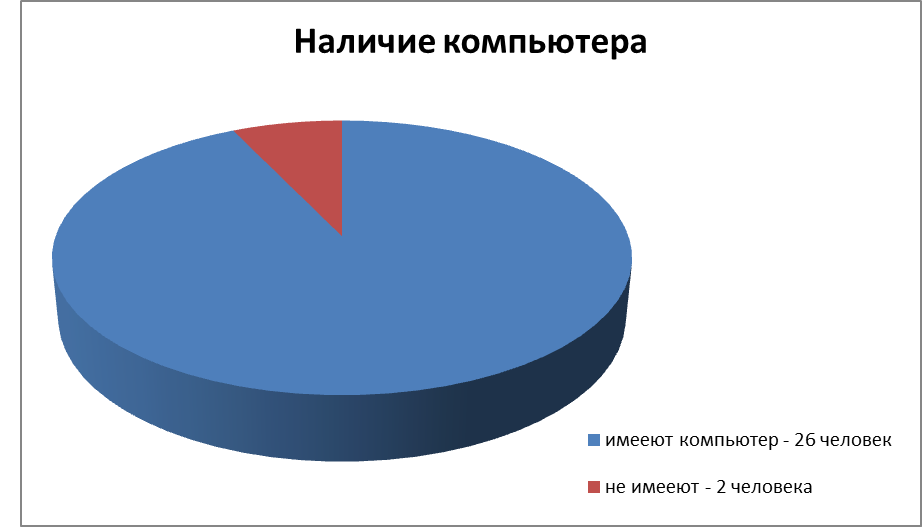 Наличие компьютера
имееют компьютер - 26 человек
не имееют - 2 человека